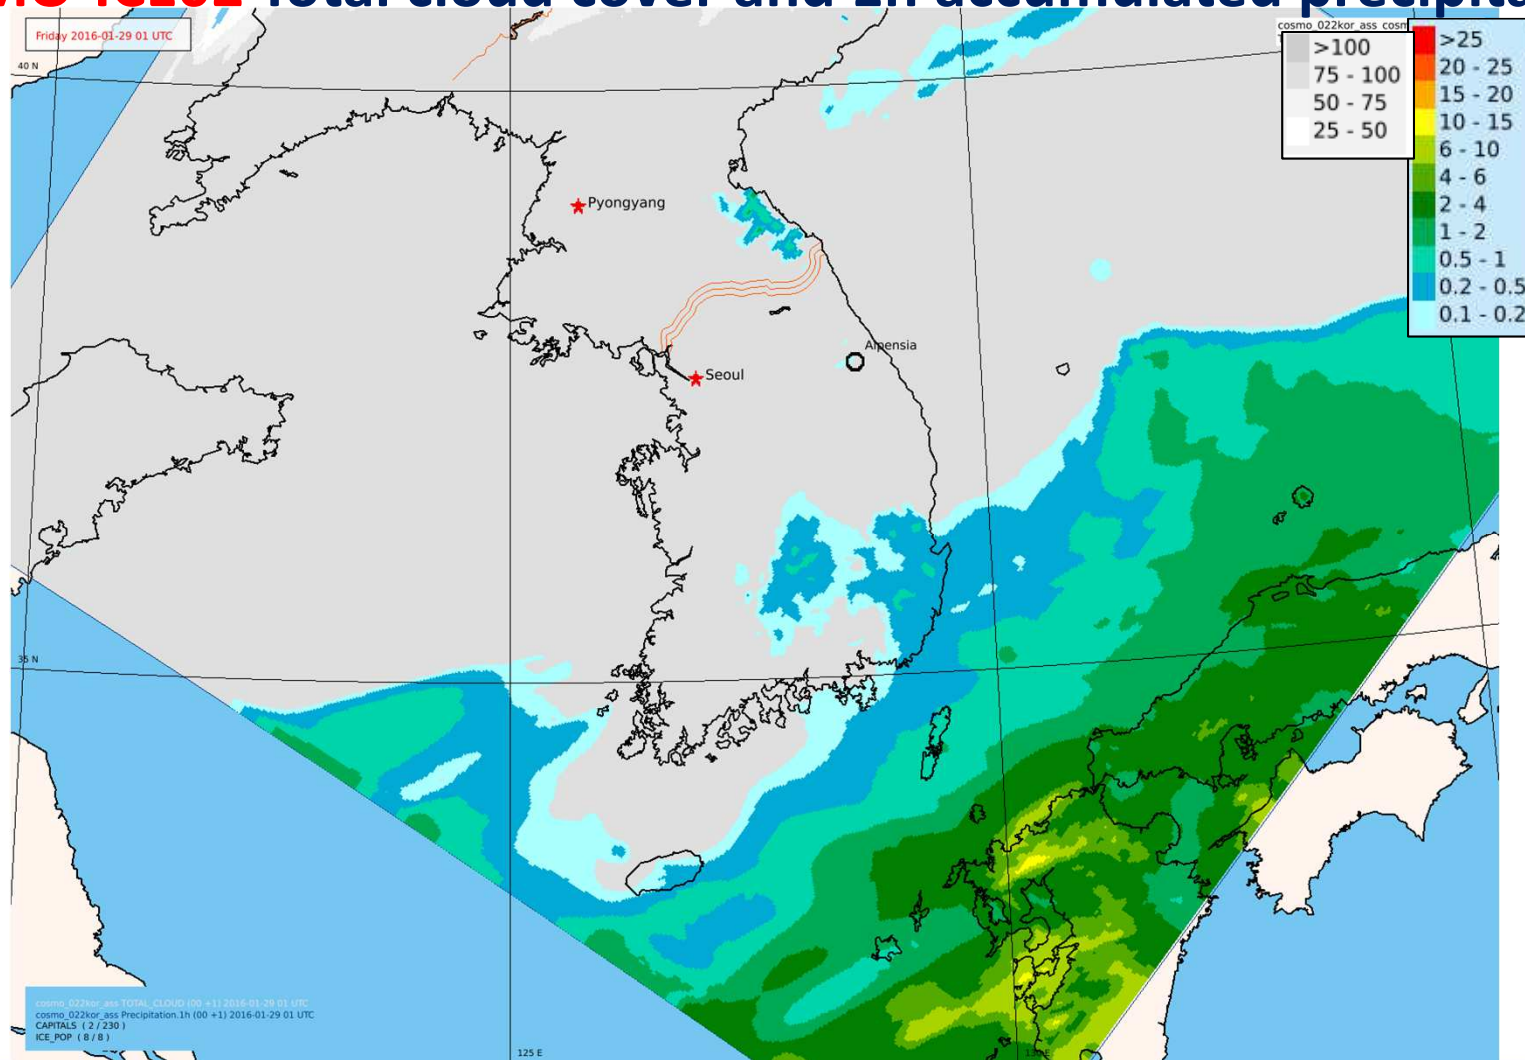 Total cloud cover and 1h accumulated precipita
Friday 2016-01-29 01 UTC
cosmo_022kor_ass cosm
>100
75 - 100
50 - 75
25 - 50
>25
20 - 25
15 - 20
10 - 15
6 - 10
4 - 6
2 - 4
1 - 2
0.5 - 1
0.2 - 0.5
0.1 - 0.2
40 N
Pyongyang
Alpensia
Seoul
35 N
cosmo_022kor_ass TOTAL_CLOUD (00 +1) 2016-01-29 01 UTC
cosmo_022kor_ass Precipitation.1h (00 +1) 2016-01-29 01 UTC
CAPITALS ( 2 / 230 )
ICE_POP ( 8 / 8 )
125 E
130 E